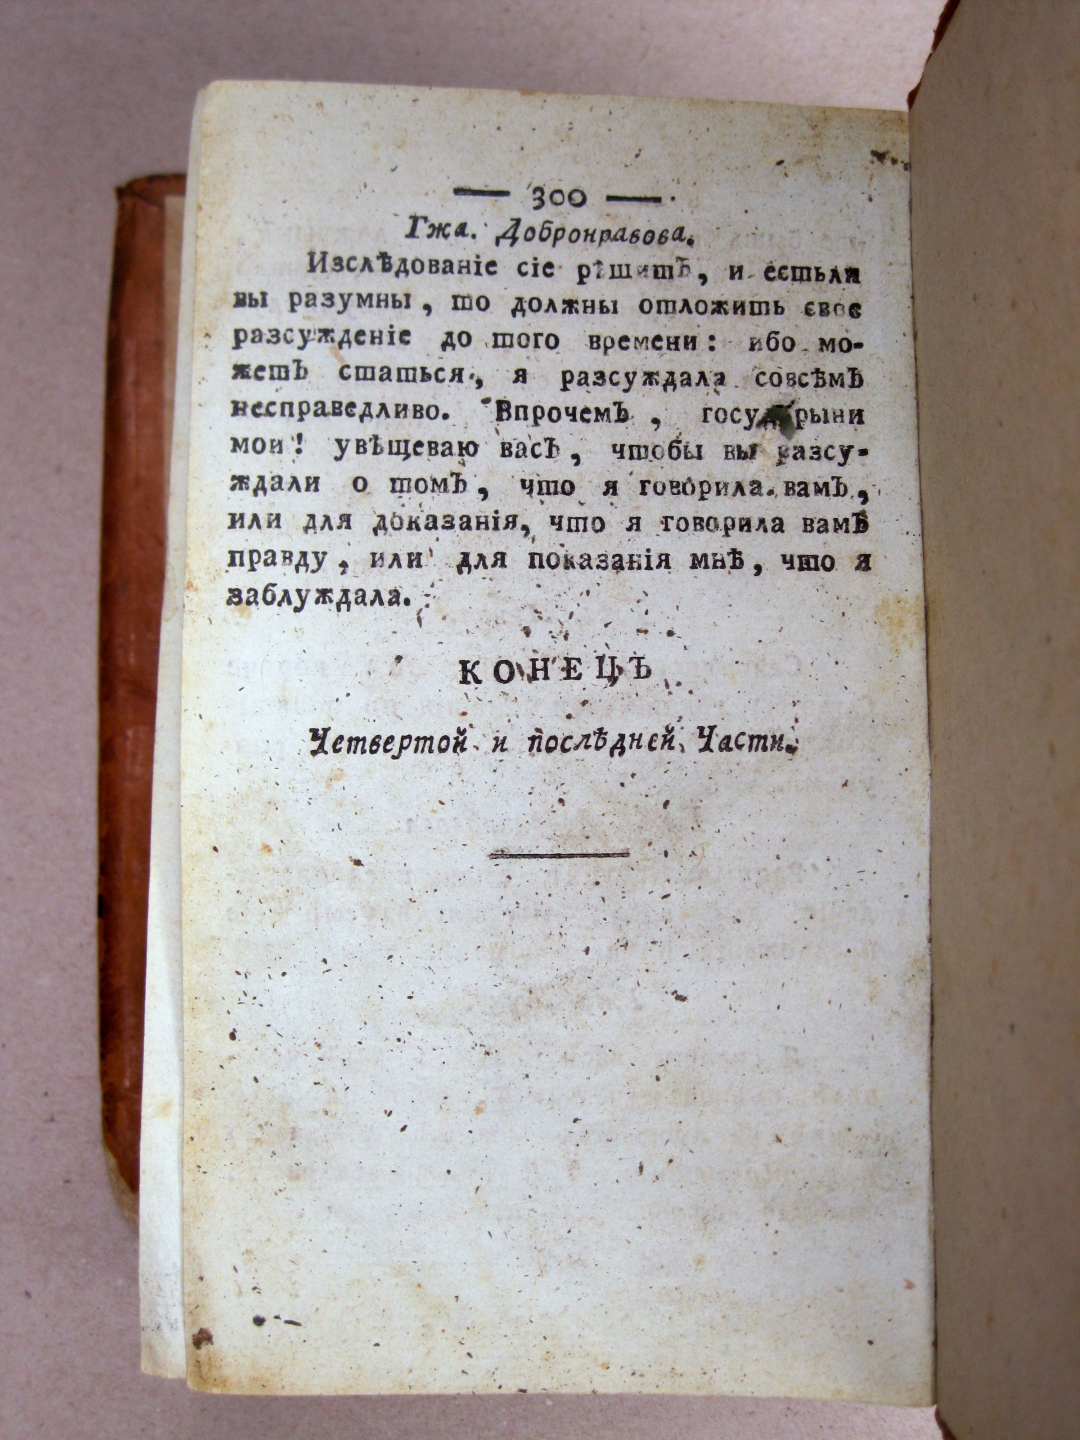 — 300 —
Гжа. Добронравова.
Изслѣдованіе сіе рѣшитъ, и естьли
вы разумны, то должны отложить свое
разсужденіе до того времени: ибо мо-
жетъ статься, я разсуждала совсѣмъ
несправедливо. Впрочемъ, государыни
мои! увѣщеваю васъ, чтобы вы разсу-
ждали о томъ, что я говорила вамъ,
или для доказанія, что я говорила вамъ
правду, или для показанія мнѣ, что я
заблуждала.
КОНЕЦЪ
Четвертой и послѣдней Части.